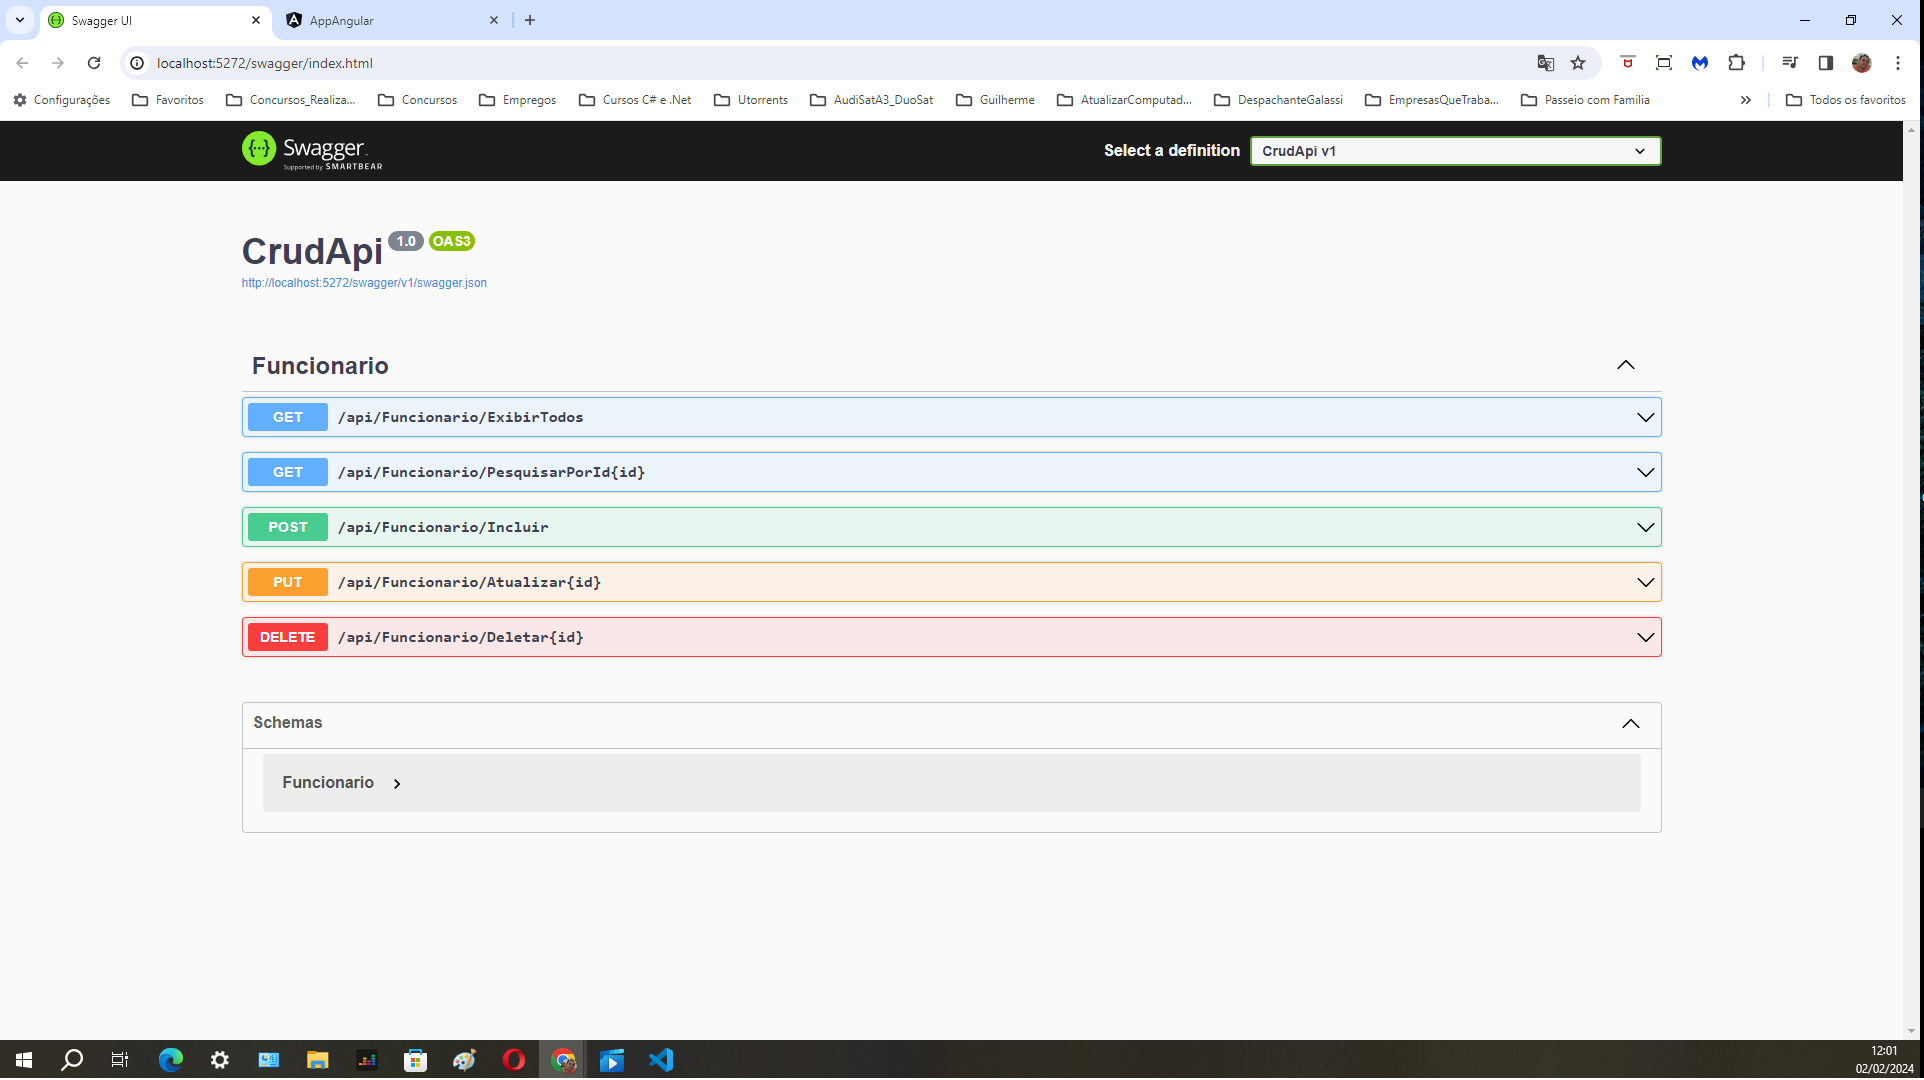 Swagger UI
AppAngular
localhost:5272/swagger/index.html
Configurações
Favoritos
Concursos_Realiza...
Concursos
Empregos
Cursos C# e .Net
Utorrents
AudiSatA3_DuoSat
Guilherme
AtualizarComputad...
DespachanteGalassi
EmpresasQueTraba...
Passeio com Familia
Todos os favoritos
Swagger
Supported by SMARTBEAR
Select a definition
CrudApi v1
CrudApi 1.0 OAS3
http://localhost:5272/swagger/v1/swagger.json
Funcionario
GET /api/Funcionario/ExibirTodos
GET /api/Funcionario/PesquisarPorId{id}
POST /api/Funcionario/Incluir
PUT /api/Funcionario/Atualizar{id}
DELETE /api/Funcionario/Deletar{id}
Schemas
Funcionario
12:01
02/02/2024